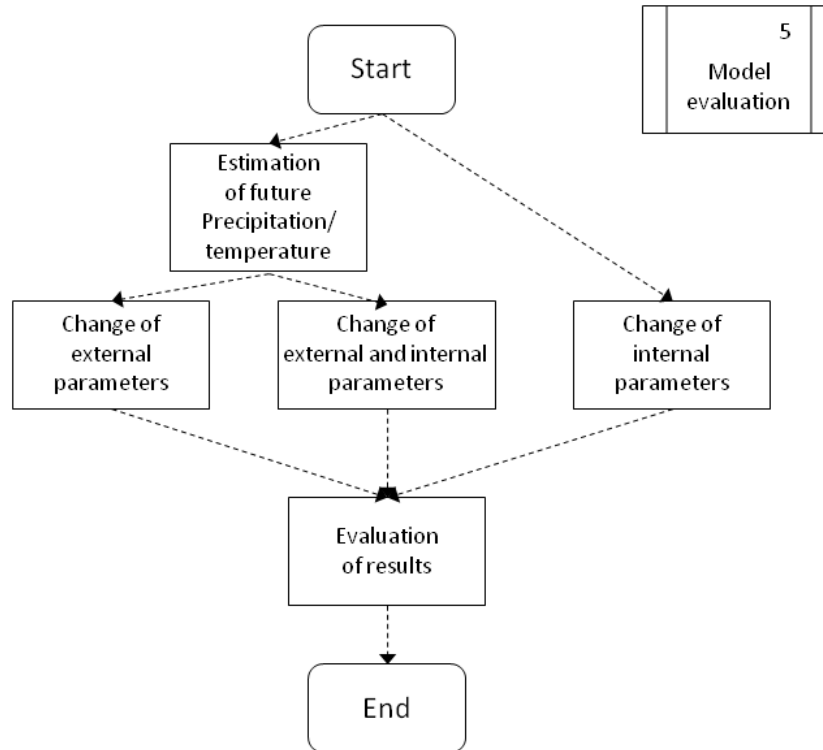 Start
5
Model
evaluation
Estimation
of future
Precipitation/
temperature
Change of
external
parameters
Change of
external and internal
parameters
Change of
internal
parameters
Evaluation
of results
End